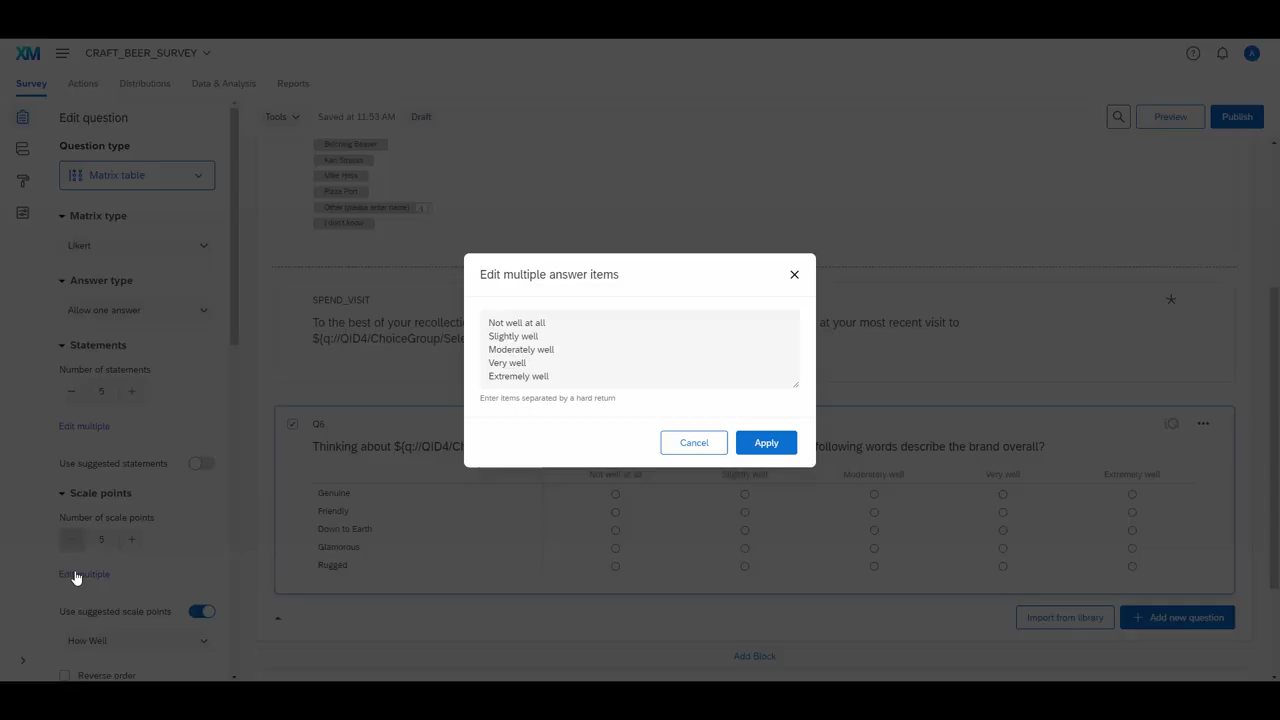 XM
CRAFT_BEER_SURVEY
A
Survey
Actions
Distributions
Data & Analysis
Reports
Edit question
Tools
Saved at 11:53 AM
Draft
Preview
Publish
Question type
Matrix table
Belching Beaver
Karl Strauss
Mike Hess
Pizza Port
Other (please enter name)
I don't know
Matrix type
Likert
Answer type
Allow one answer
Statements
Number of statements
5
Edit multiple
Use suggested statements
Scale points
Number of scale points
5
Edit multiple
Use suggested scale points
How Well
Reverse order
SPEND_VISIT
To the best of your recollecti
at your most recent visit to
${q://QID4/ChoiceGroup/Sele
Edit multiple answer items
Not well at all
Slightly well
Moderately well
Very well
Extremely well
Enter items separated by a hard return
Cancel
Apply
Q6
Thinking about ${q://QID4/Ch
following words describe the brand overall?
Not well at all
Slightly well
Moderately well
Very well
Extremely well
Genuine
Friendly
Down to Earth
Glamorous
Rugged
Import from library
Add new question
Add Block